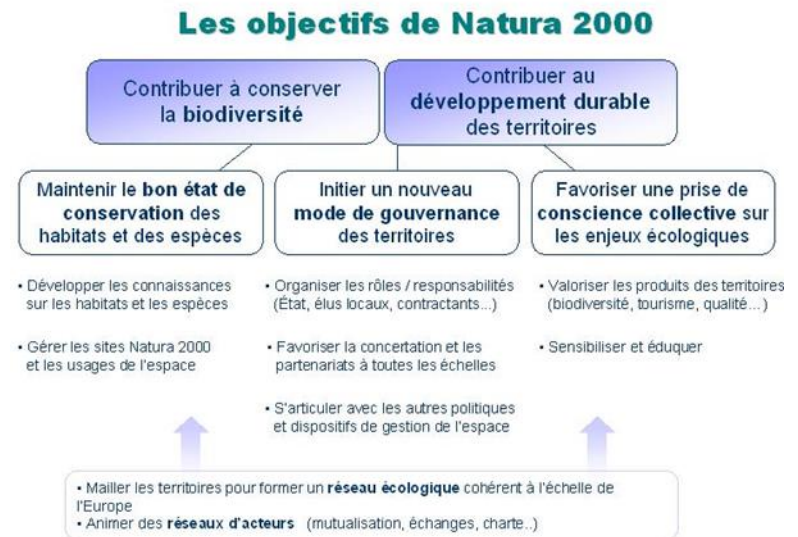 Les objectifs de Natura 2000
Contribuer à conserver
la biodiversité
Contribuer au
développement durable
des territoires
Maintenir le bon état de
conservation des
habitats et des espèces
Initier un nouveau
mode de gouvernance
des territoires
Favoriser une prise de
conscience collective sur
les enjeux écologiques
• Développer les connaissances
sur les habitats et les espèces
• Gérer les sites Natura 2000
et les usages de l'espace
• Organiser les rôles / responsabilités
(État, élus locaux, contractants...)
• Favoriser la concertation et les
partenariats à toutes les échelles
• S'articuler avec les autres politiques
et dispositifs de gestion de l'espace
• Valoriser les produits des territoires
(biodiversité, tourisme, qualité...)
• Sensibiliser et éduquer
• Mailler les territoires pour former un réseau écologique cohérent à l'échelle de
l'Europe
• Animer des réseaux d'acteurs (mutualisation, échanges, charte..)